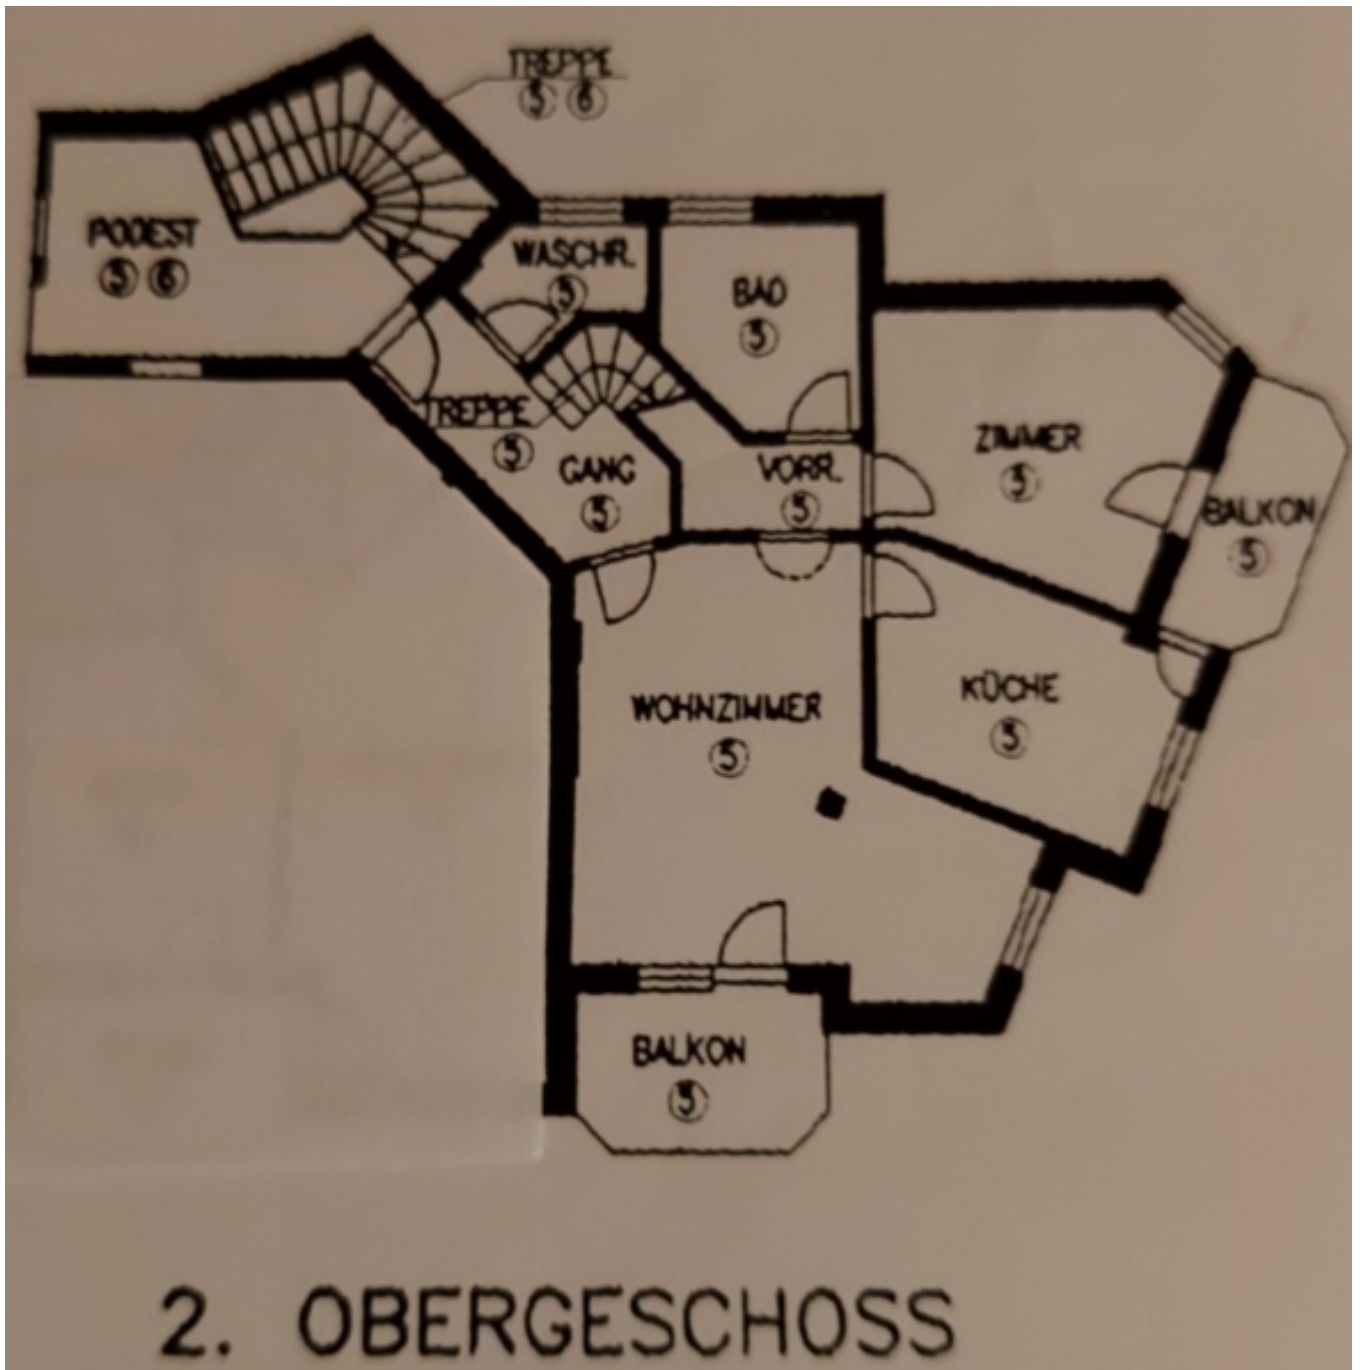 TREPPE
5 6
PODEST
5 6
WASCHR.
5
BAD
5
TREPPE
5
GANG
5
VORR.
5
ZIMMER
5
BALKON
5
WOHNZIMMER
5
KÜCHE
5
BALKON
5
2. OBERGESCHOSS